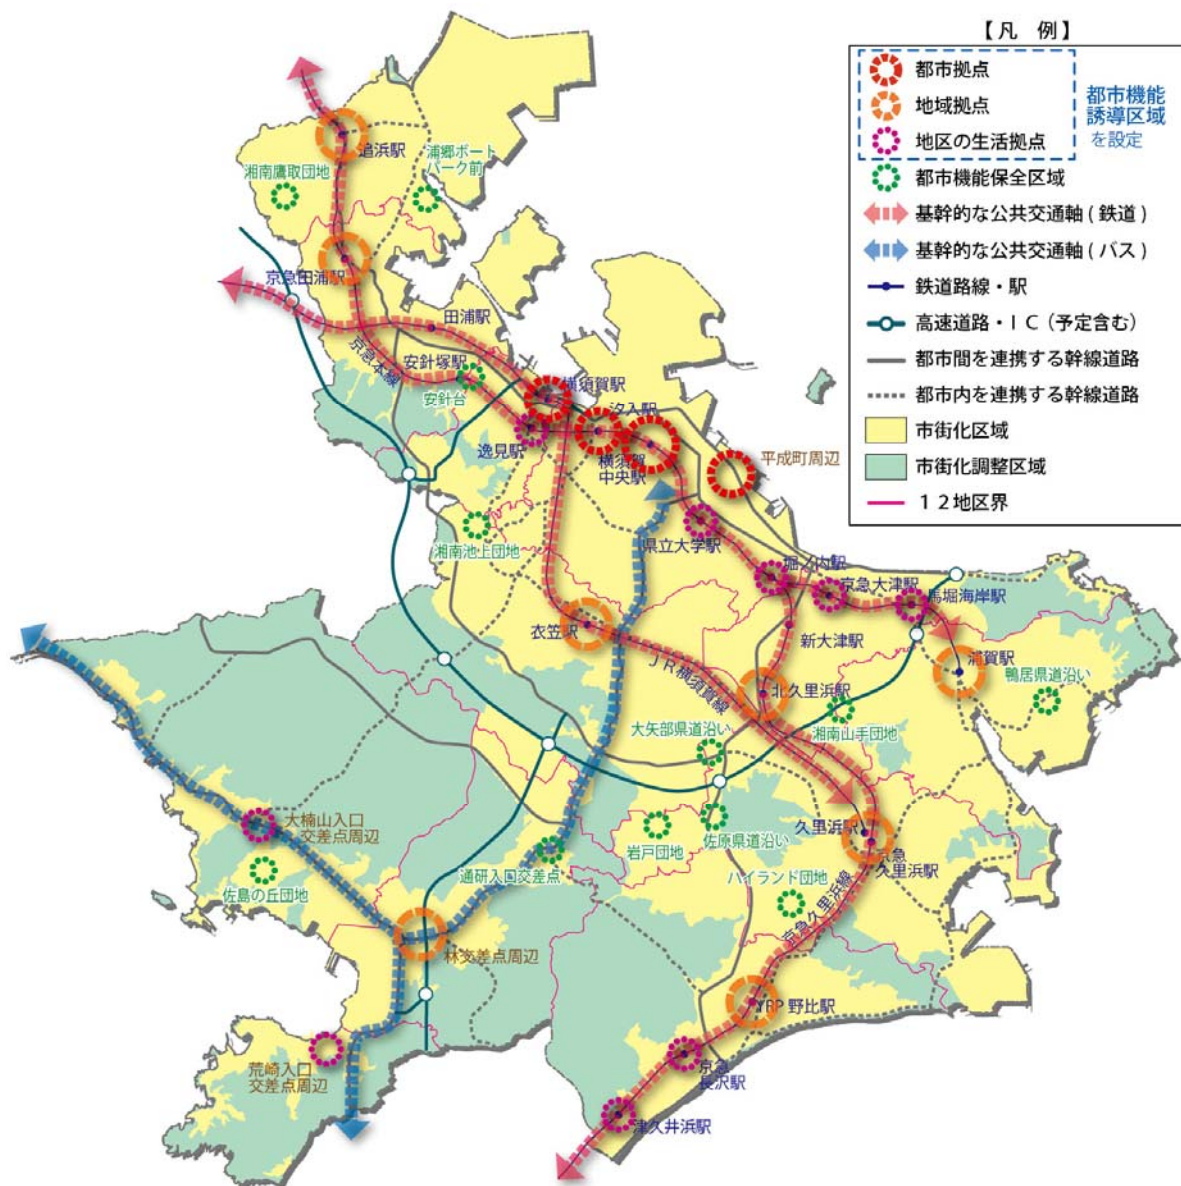 【凡 例】
都市拠点
地域拠点
地区の生活拠点
都市機能
誘導区域
を設定
都市機能保全区域
基幹的な公共交通軸(鉄道)
基幹的な公共交通軸(バス)
鉄道路線・駅
高速道路・IC(予定含む)
都市間を連携する幹線道路
都市内を連携する幹線道路
市街化区域
市街化調整区域
12地区界
追浜駅
湘南鷹取団地
浦郷ポート
パーク前
京急田浦駅
田浦駅
京急本線
安針塚駅
安針台
横須賀駅
汐入駅
逸見駅
横須賀
中央駅
平成町周辺
県立大学駅
湘南池上団地
堀ノ内駅
京急大津駅
馬堀海岸駅
衣笠駅
新大津駅
浦賀駅
JR横須賀線
北久里浜駅
鴨居県道沿い
湘南山手団地
大矢部県道沿い
大楠山入口
交差点周辺
佐島の丘団地
通研入口交差点
岩戸団地
佐原県道沿い
久里浜駅
京急
久里浜駅
ハイランド団地
京急久里浜線
林交差点周辺
YRP 野比駅
荒崎入口
交差点周辺
京急
長沢駅
津久井浜駅